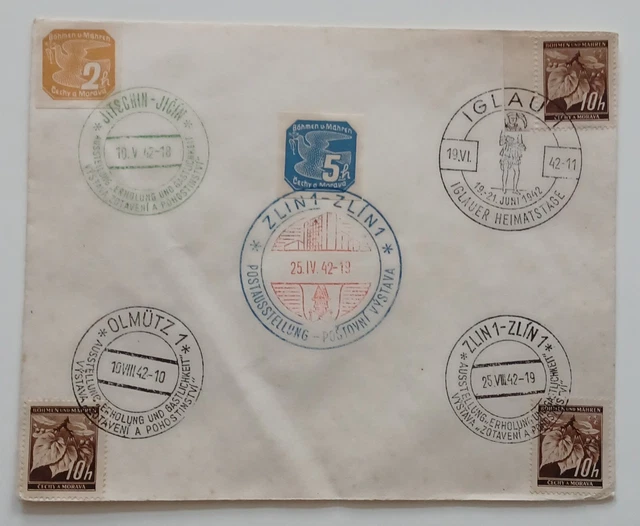 Böhmen u. Mähren
2h
Čechy a Morava
* JITSCHIN-JIČÍN *
18.V 42-18
AUSSTELLUNG „ERHOLUNG UND GASTLICHKEIT“
VÝSTAVA „ZOTAVENÍ A POHOSTINSTVÍ“
Böhmen u. Mähren
5h
Čechy a Morava
* ZLIN 1 - ZLÍN 1 *
25.IV. 42-19
POSTAUSSTELLUNG - POŠTOVNÍ VÝSTAVA
BÖHMEN UND MÄHREN
10h
ČECHY A MORAVA
IGLAU
19.VI.
42-11
19.-21. JUNI 1942
IGLAUER HEIMATSTAGE
OLMÜTZ 1
10 VIII 42-10
* AUSSTELLUNG „ERHOLUNG UND GASTLICHKEIT“ *
VÝSTAVA „ZOTAVENÍ A POHOSTINSTVÍ“
BÖHMEN UND MÄHREN
10h
ČECHY A MORAVA
ZLIN 1 - ZLÍN 1
25 VIII 42-19
* AUSSTELLUNG „ERHOLUNG UND GASTLICHKEIT“ *
VÝSTAVA „ZOTAVENÍ A POHOSTINSTVÍ“
BÖHMEN UND MÄHREN
10h
ČECHY A MORAVA